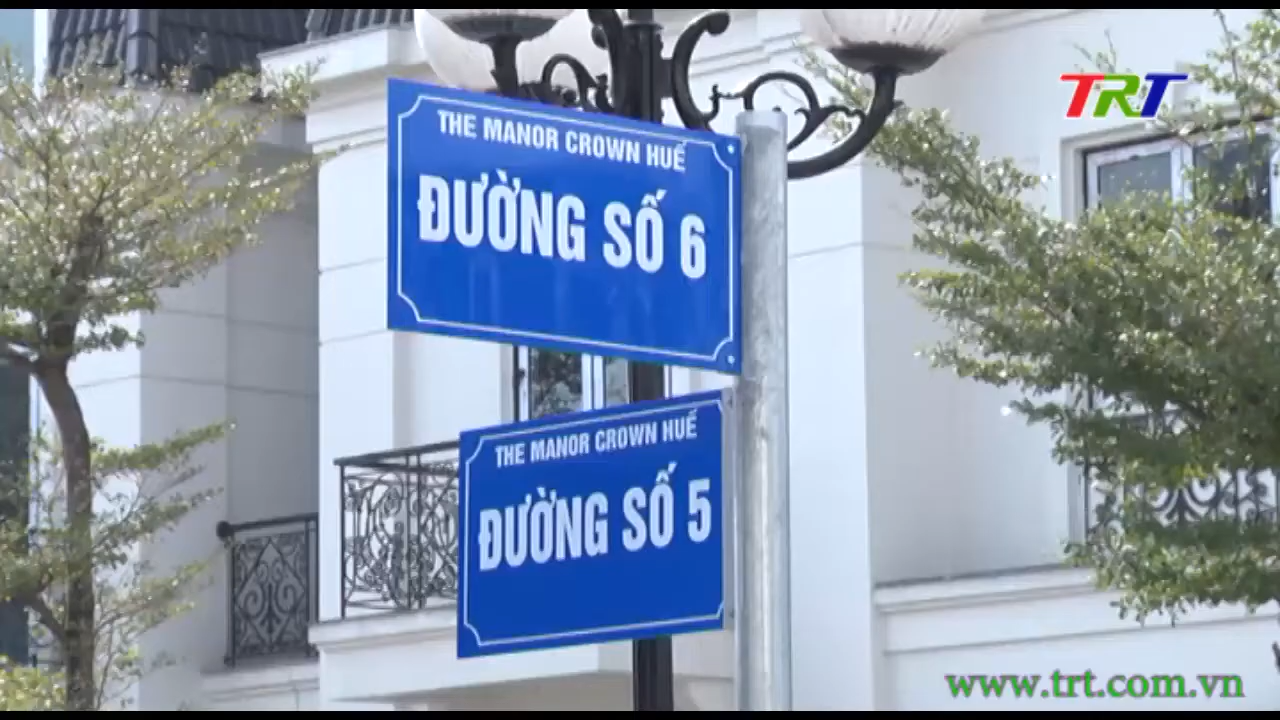 TRT
THE MANOR CROWN HUẾ
ĐƯỜNG SỐ 6
THE MANOR CROWN HUẾ
ĐƯỜNG SỐ 5
www.trt.com.vn